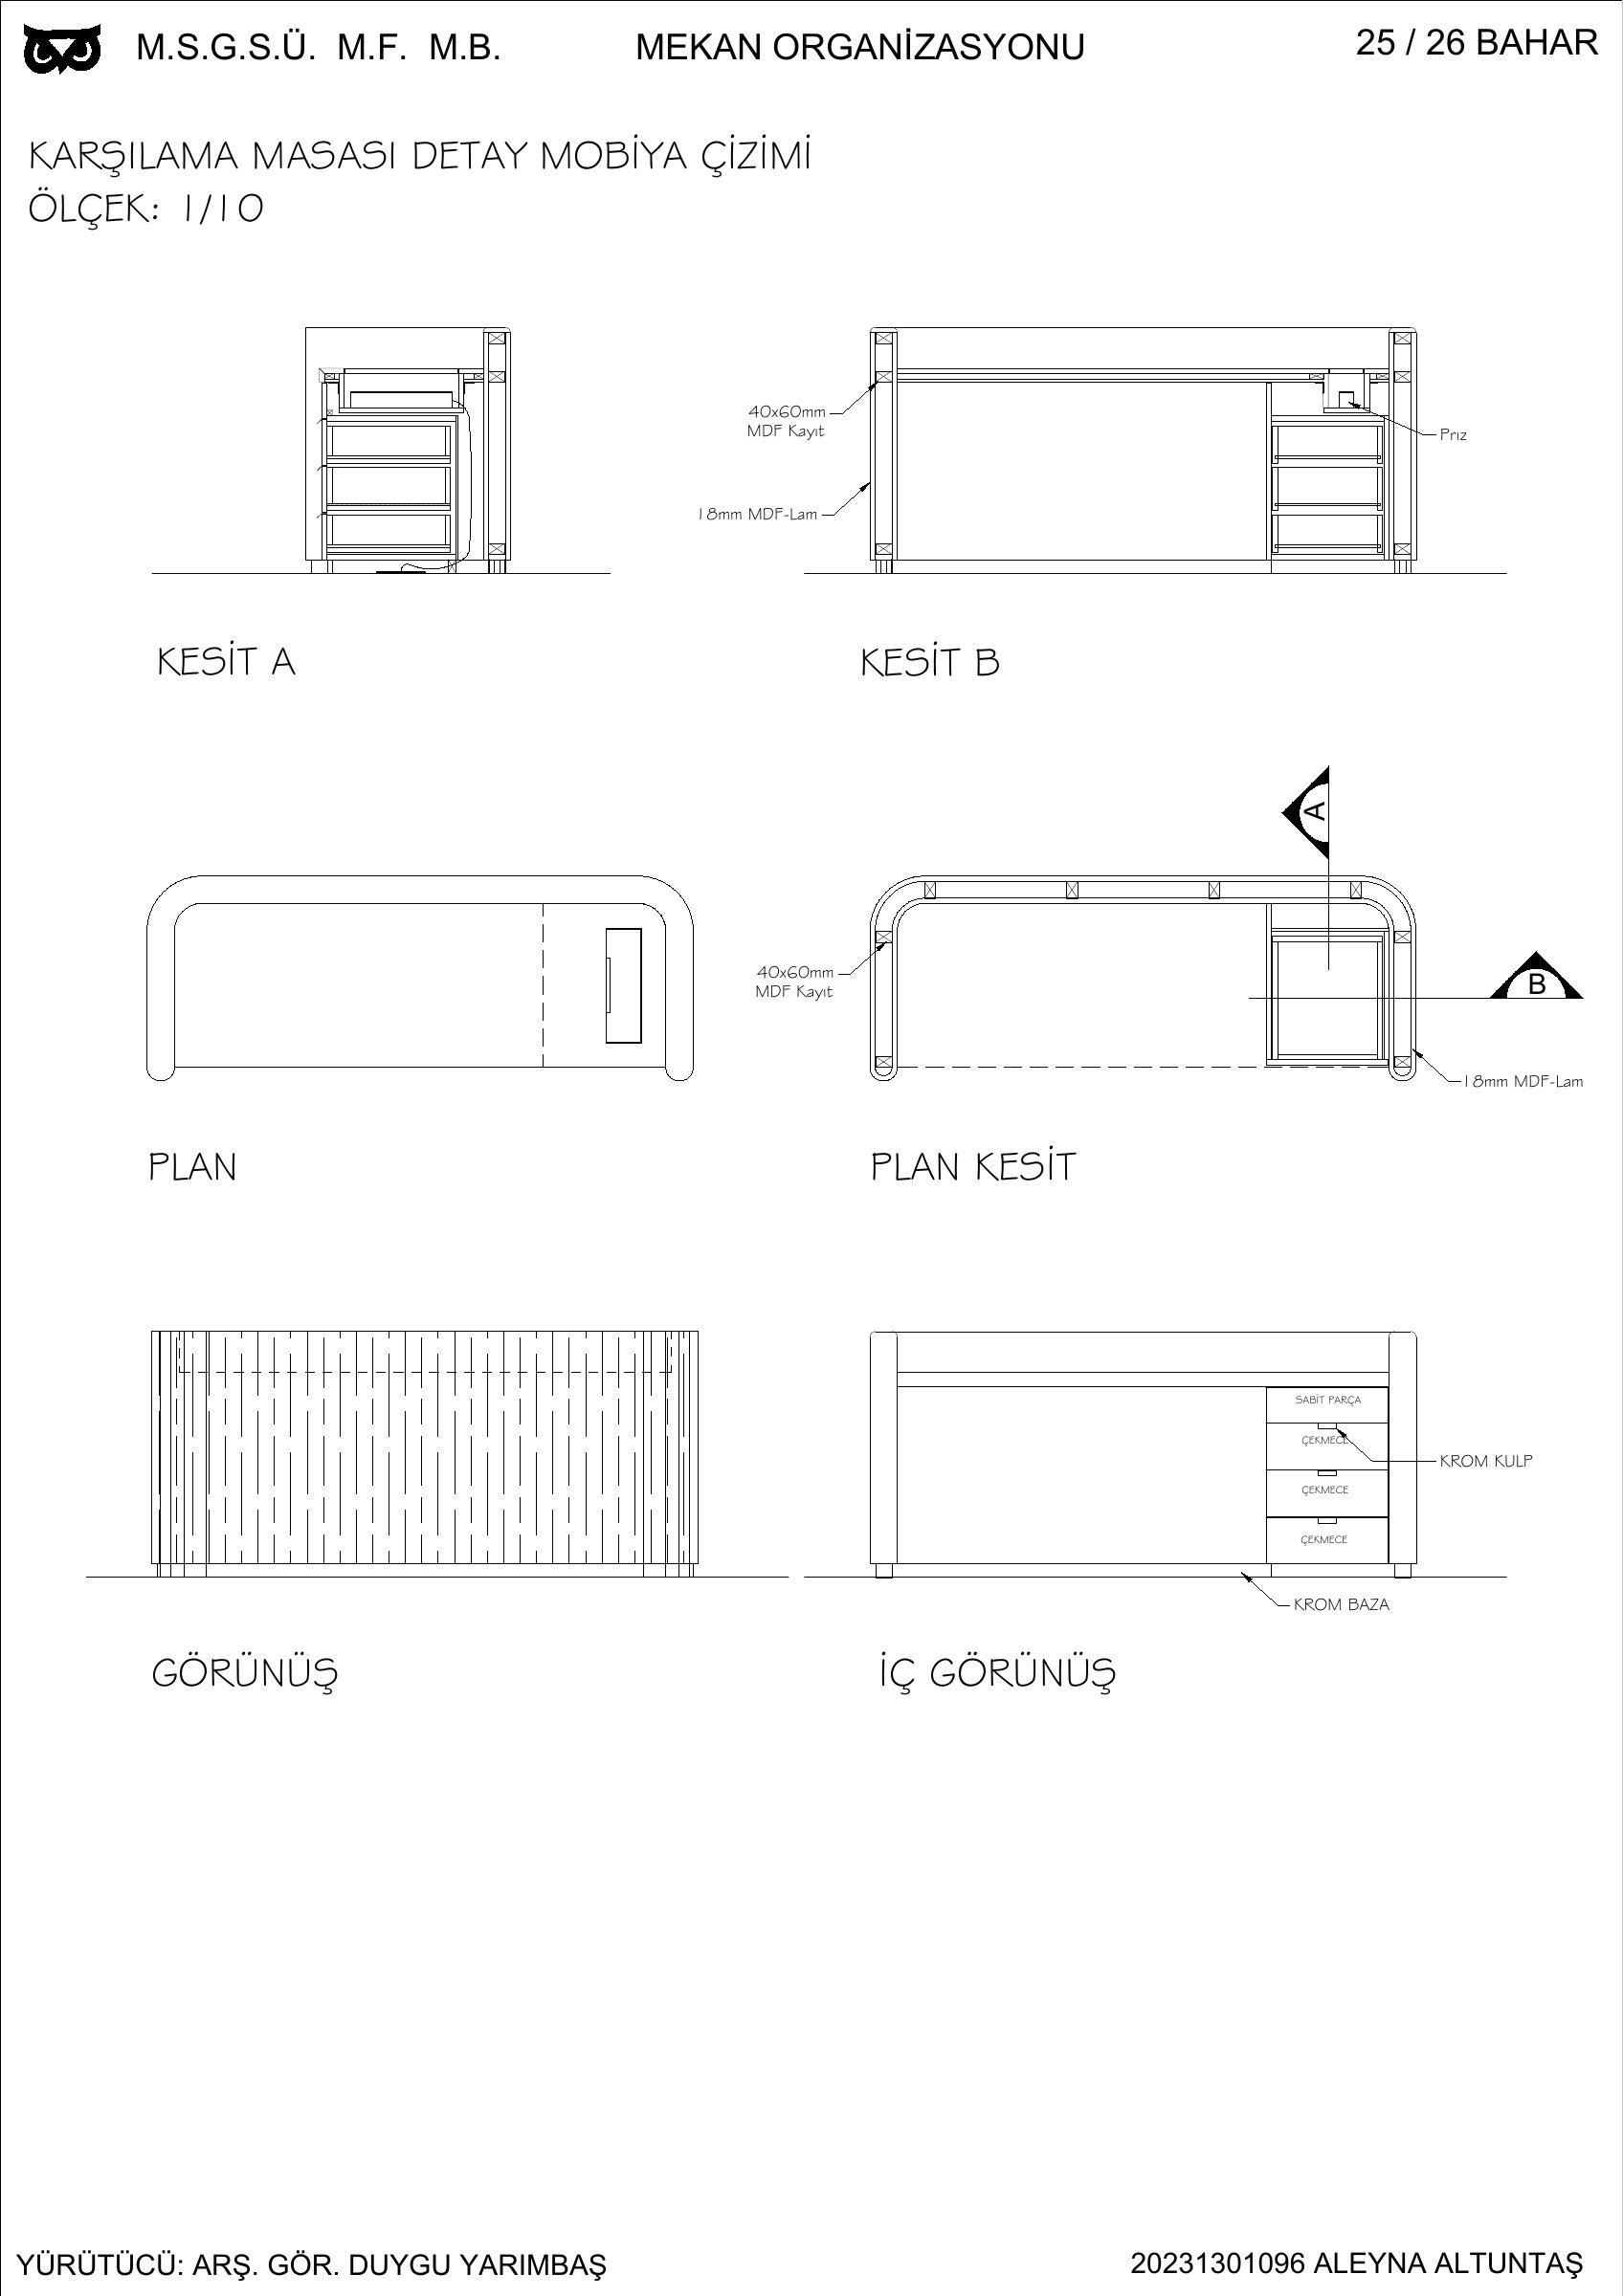 M.S.G.S.Ü. M.F. M.B.
MEKAN ORGANİZASYONU
25 / 26 BAHAR
KARŞILAMA MASASI DETAY MOBİYA ÇİZİMİ
ÖLÇEK: 1/10
40x60mm
MDF Kayıt
Prız
18mm MDF-Lam
KESİT A
KESİT B
A
40x60mm
MDF Kayıt
B
18mm MDF-Lam
PLAN
PLAN KESİT
SABİT PARÇA
ÇEKMECE
KROM KULP
ÇEKMECE
ÇEKMECE
KROM BAZA
GÖRÜNÜŞ
İÇ GÖRÜNÜŞ
YÜRÜTÜCÜ: ARŞ. GÖR. DUYGU YARIMBAŞ
20231301096 ALEYNA ALTUNTAŞ